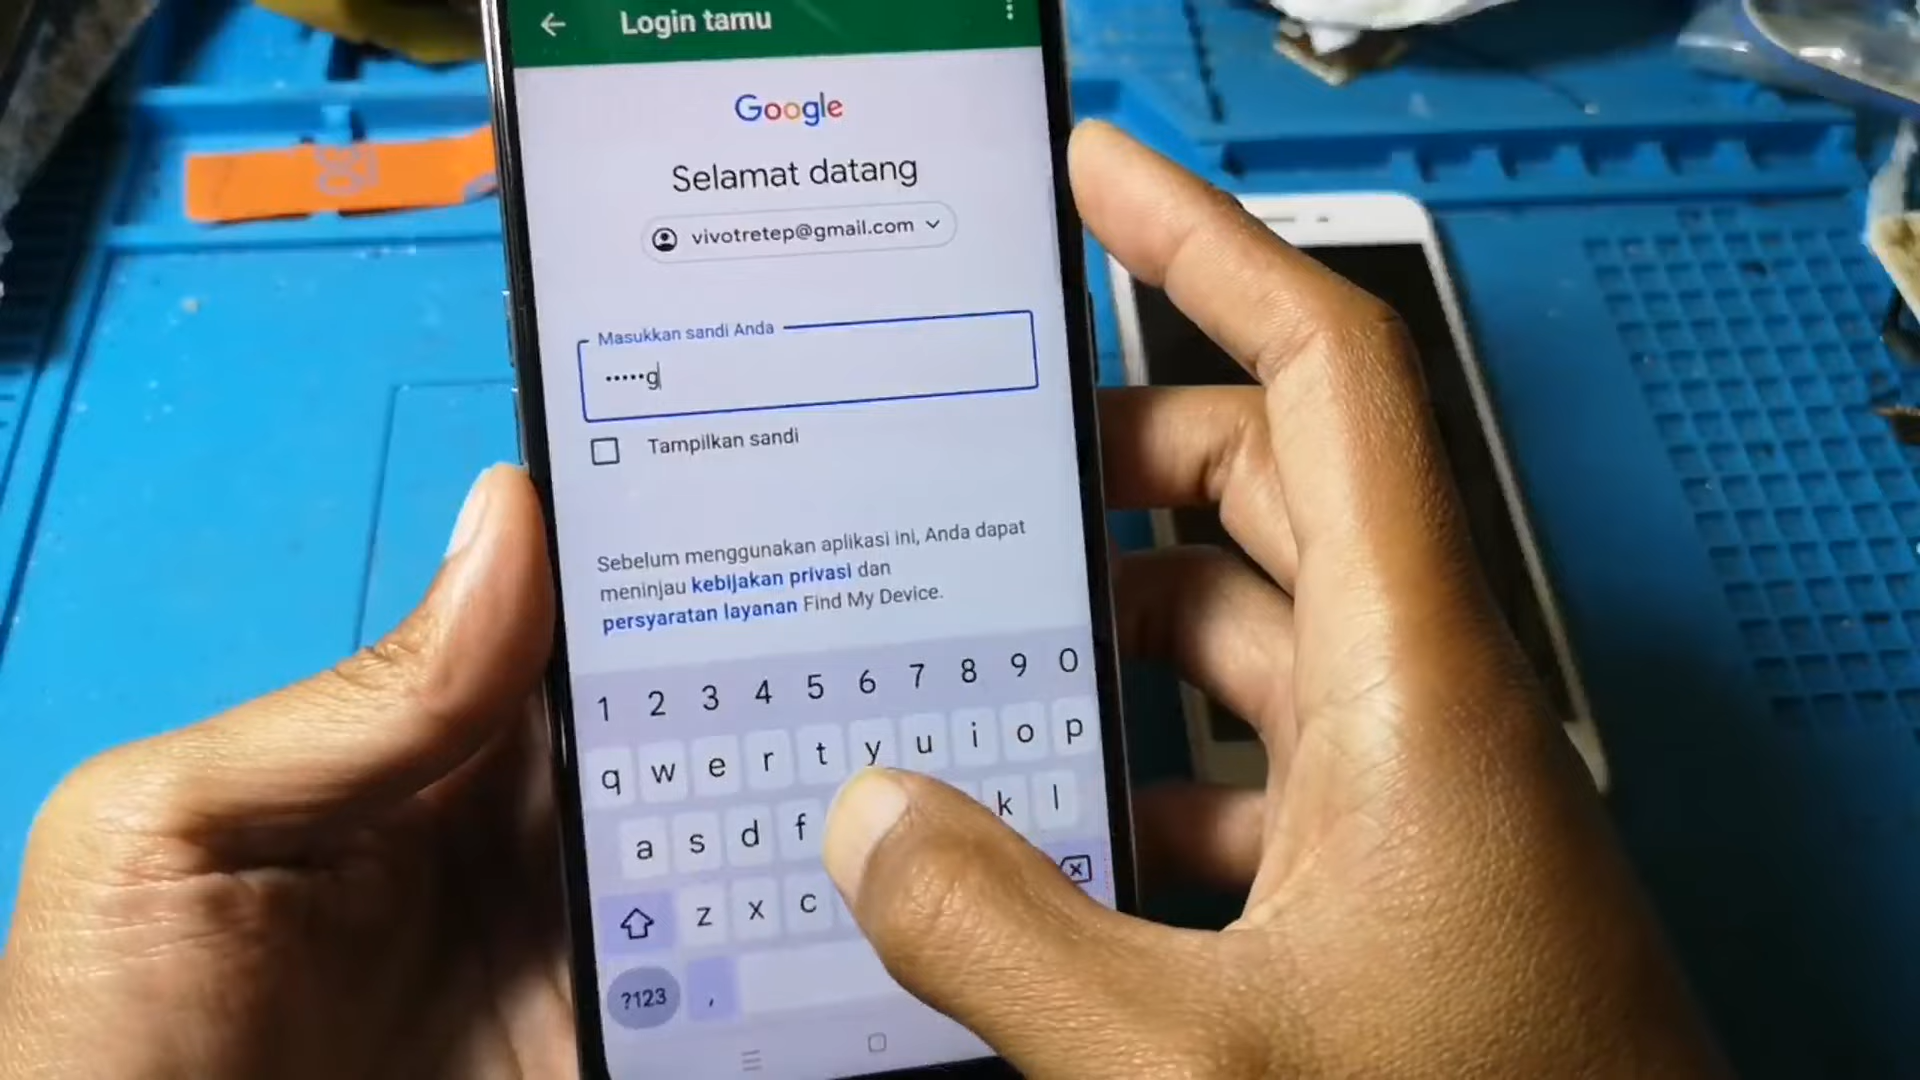 Login tamu
Google
Selamat datang
vivotretep@gmail.com
Masukkan sandi Anda
•••••g
Tampilkan sandi
Sebelum menggunakan aplikasi ini, Anda dapat
meninjau kebijakan privasi dan
persyaratan layanan Find My Device.
1 2 3 4 5 6 7 8 9 0
q w e r t y u i o p
a s d f k l
z x c
?123 ,